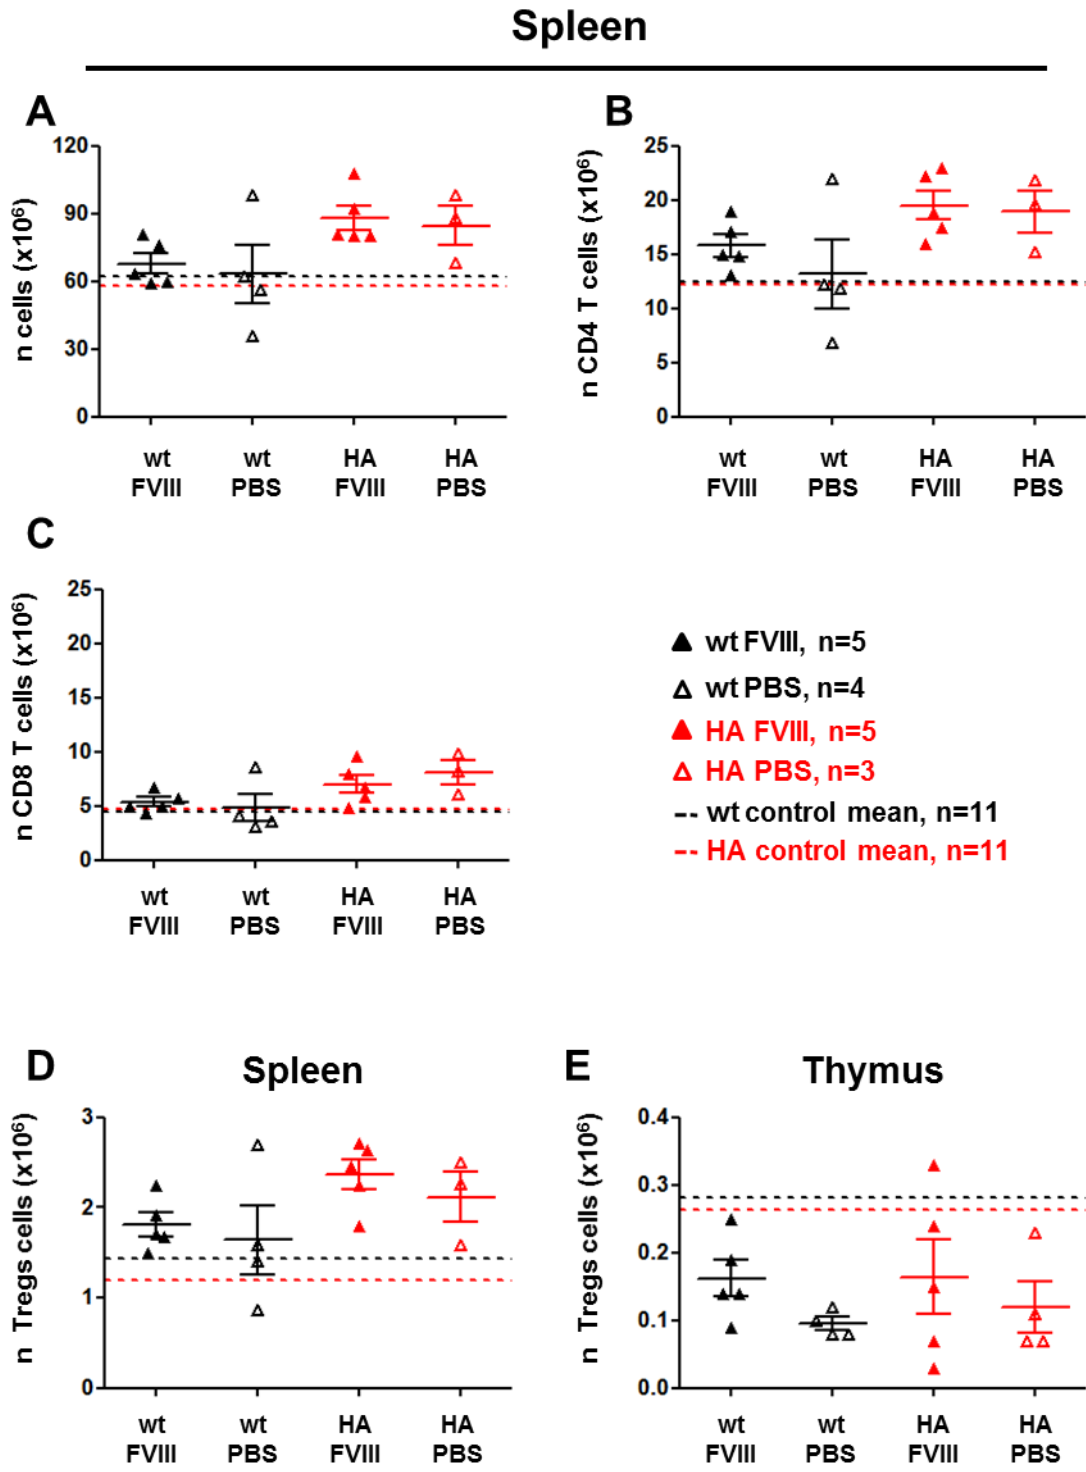 Spleen
A
n cells (x10⁶)
120
90
60
30
0
wt FVIII
wt PBS
HA FVIII
HA PBS
B
n CD4 T cells (x10⁶)
25
20
15
10
5
0
wt FVIII
wt PBS
HA FVIII
HA PBS
C
n CD8 T cells (x10⁶)
25
20
15
10
5
0
wt FVIII
wt PBS
HA FVIII
HA PBS
wt FVIII, n=5
wt PBS, n=4
HA FVIII, n=5
HA PBS, n=3
wt control mean, n=11
HA control mean, n=11
D
Spleen
n Tregs cells (x10⁶)
3
2
1
0
wt FVIII
wt PBS
HA FVIII
HA PBS
E
Thymus
n Tregs cells (x10⁶)
0.4
0.3
0.2
0.1
0.0
wt FVIII
wt PBS
HA FVIII
HA PBS